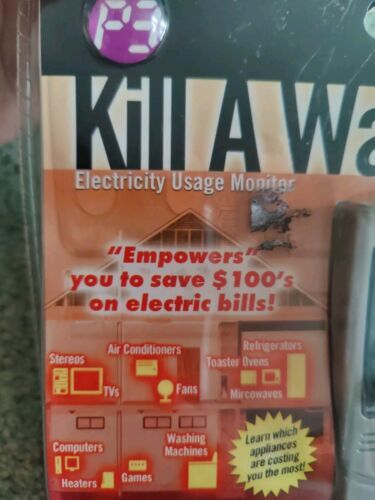 P3
Kill A Wa
Electricity Usage Moniter
"Empowers"
you to save $100's
on electric bills!
Stereos
Air Conditioners
Refrigerators
Toaster Ovens
TVs
Fans
Mircowaves
Computers
Washing
Machines
Heaters
Games
Learn which
appliances
are costing
you the most!